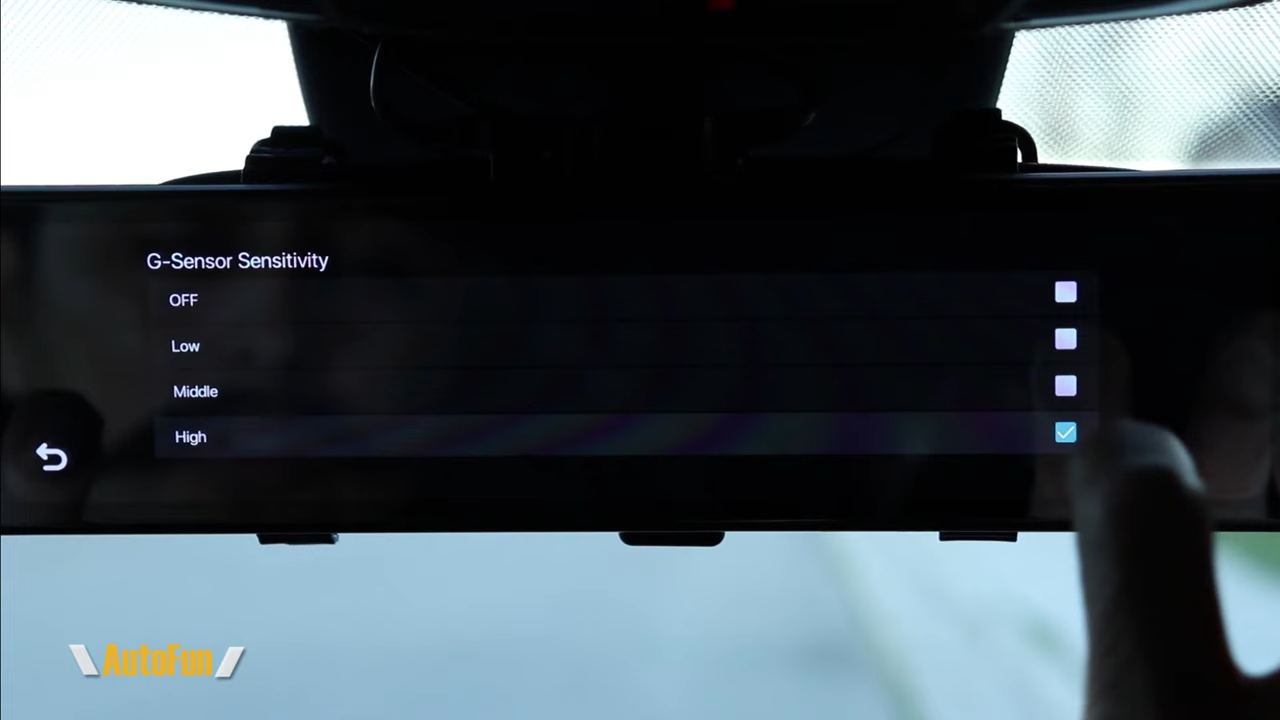 G-Sensor Sensitivity
OFF
Low
Middle
High
AutoFun